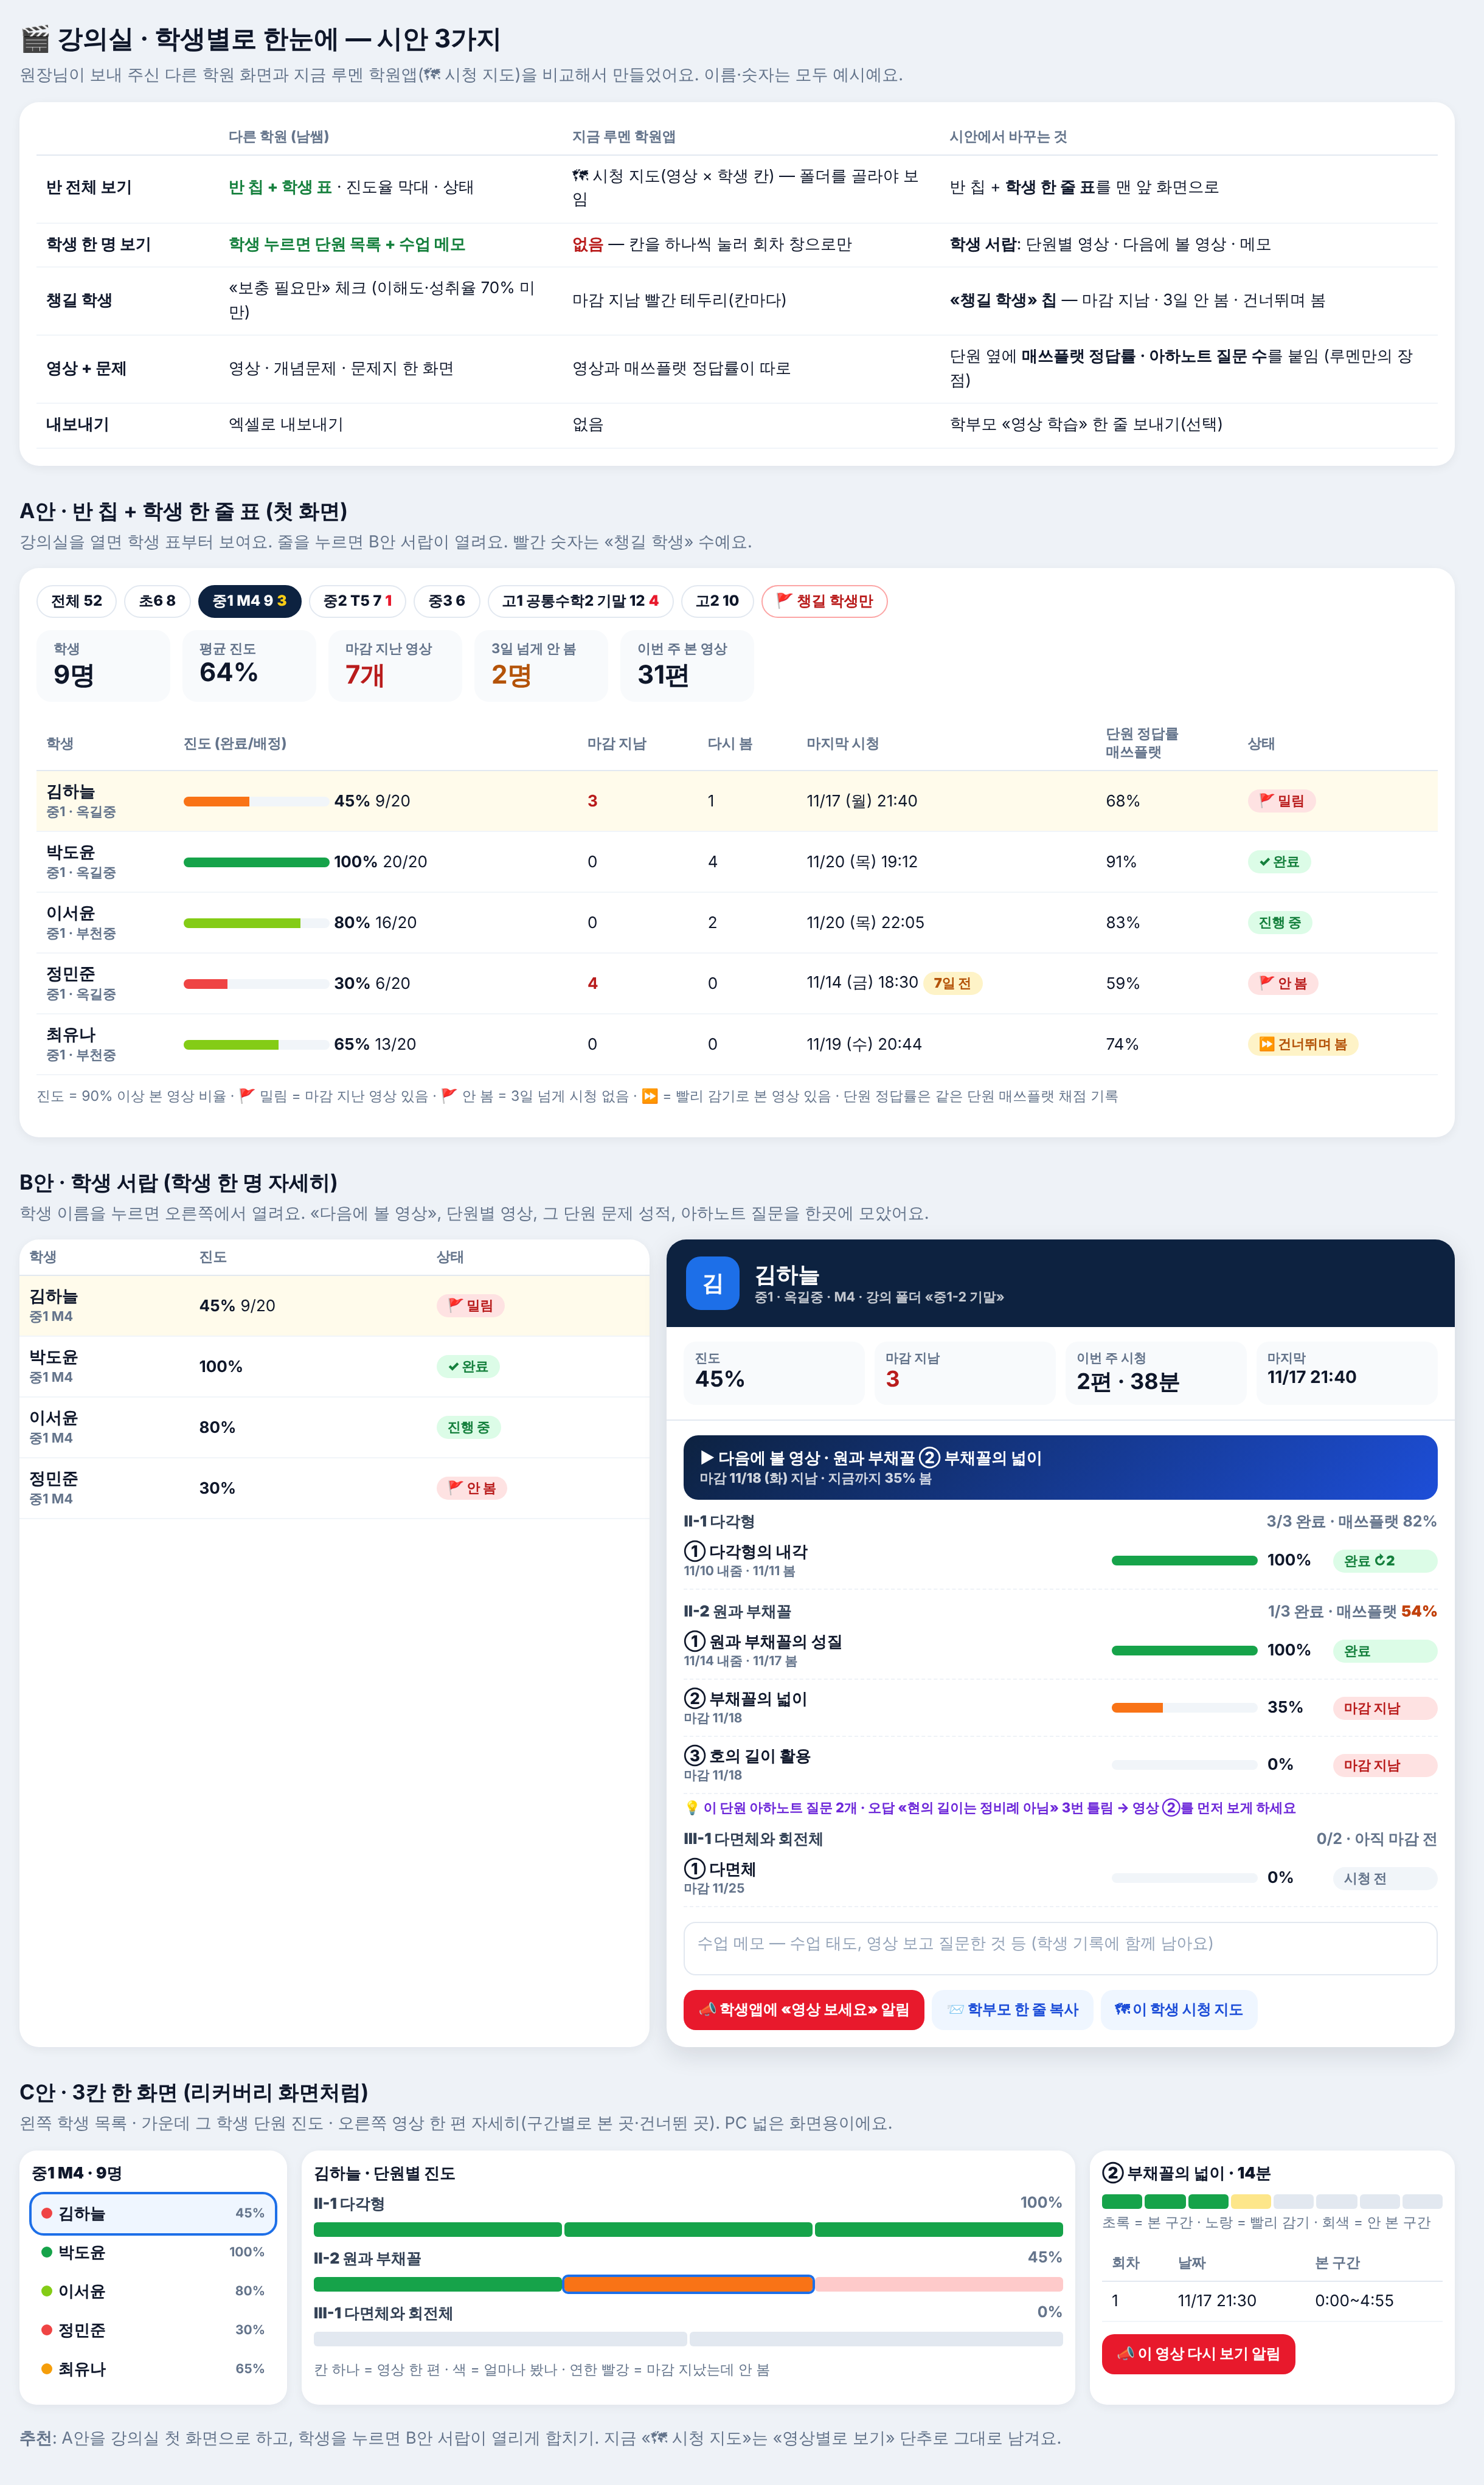 🎬 강의실 · 학생별로 한눈에 — 시안 3가지
원장님이 보내 주신 다른 학원 화면과 지금 루멘 학원앱(🗺 시청 지도)을 비교해서 만들었어요. 이름·숫자는 모두 예시예요.
다른 학원 (남쌤) 지금 루멘 학원앱 시안에서 바꾸는 것
반 전체 보기 반 칩 + 학생 표 · 진도율 막대 · 상태 🗺 시청 지도(영상 × 학생 칸) — 폴더를 골라야 보
임 반 칩 + 학생 한 줄 표를 맨 앞 화면으로
학생 한 명 보기 학생 누르면 단원 목록 + 수업 메모 없음 — 칸을 하나씩 눌러 회차 창으로만 학생 서랍: 단원별 영상 · 다음에 볼 영상 · 메모
챙길 학생 «보충 필요만» 체크 (이해도·성취율 70% 미
만) 마감 지남 빨간 테두리(칸마다) «챙길 학생» 칩 — 마감 지남 · 3일 안 봄 · 건너뛰며 봄
영상 + 문제 영상 · 개념문제 · 문제지 한 화면 영상과 매쓰플랫 정답률이 따로 단원 옆에 매쓰플랫 정답률 · 아하노트 질문 수를 붙임 (루멘만의 장
점)
내보내기 엑셀로 내보내기 없음 학부모 «영상 학습» 한 줄 보내기(선택)
A안 · 반 칩 + 학생 한 줄 표 (첫 화면)
강의실을 열면 학생 표부터 보여요. 줄을 누르면 B안 서랍이 열려요. 빨간 숫자는 «챙길 학생» 수예요.
전체 52 초6 8 중1 M4 9 3 중2 T5 7 1 중3 6 고1 공통수학2 기말 12 4 고2 10 🚩 챙길 학생만
학생 평균 진도 마감 지난 영상 3일 넘게 안 봄 이번 주 본 영상
9명 64% 7개 2명 31편
학생 진도 (완료/배정) 마감 지남 다시 봄 마지막 시청 단원 정답률
매쓰플랫 상태
김하늘 45% 9/20 3 1 11/17 (월) 21:40 68% 🚩 밀림
중1 · 옥길중
박도윤 100% 20/20 0 4 11/20 (목) 19:12 91% ✓ 완료
중1 · 옥길중
이서윤 80% 16/20 0 2 11/20 (목) 22:05 83% 진행 중
중1 · 부천중
정민준 30% 6/20 4 0 11/14 (금) 18:30 7일 전 59% 🚩 안 봄
중1 · 옥길중
최유나 65% 13/20 0 0 11/19 (수) 20:44 74% ⏩ 건너뛰며 봄
중1 · 부천중
진도 = 90% 이상 본 영상 비율 · 🚩 밀림 = 마감 지난 영상 있음 · 🚩 안 봄 = 3일 넘게 시청 없음 · ⏩ = 빨리 감기로 본 영상 있음 · 단원 정답률은 같은 단원 매쓰플랫 채점 기록
B안 · 학생 서랍 (학생 한 명 자세히)
학생 이름을 누르면 오른쪽에서 열려요. «다음에 볼 영상», 단원별 영상, 그 단원 문제 성적, 아하노트 질문을 한곳에 모았어요.
학생 진도 상태
김하늘 45% 9/20 🚩 밀림
중1 M4
박도윤 100% ✓ 완료
중1 M4
이서윤 80% 진행 중
중1 M4
정민준 30% 🚩 안 봄
중1 M4
김 김하늘
중1 · 옥길중 · M4 · 강의 폴더 «중1-2 기말»
진도 마감 지남 이번 주 시청 마지막
45% 3 2편 · 38분 11/17 21:40
▶ 다음에 볼 영상 · 원과 부채꼴 ② 부채꼴의 넓이
마감 11/18 (화) 지남 · 지금까지 35% 봄
II-1 다각형 3/3 완료 · 매쓰플랫 82%
① 다각형의 내각 100% 완료 ↻2
11/10 내줌 · 11/11 봄
II-2 원과 부채꼴 1/3 완료 · 매쓰플랫 54%
① 원과 부채꼴의 성질 100% 완료
11/14 내줌 · 11/17 봄
② 부채꼴의 넓이 35% 마감 지남
마감 11/18
③ 호의 길이 활용 0% 마감 지남
마감 11/18
💡 이 단원 아하노트 질문 2개 · 오답 «현의 길이는 정비례 아님» 3번 틀림 → 영상 ②를 먼저 보게 하세요
III-1 다면체와 회전체 0/2 · 아직 마감 전
① 다면체 0% 시청 전
마감 11/25
수업 메모 — 수업 태도, 영상 보고 질문한 것 등 (학생 기록에 함께 남아요)
📣 학생앱에 «영상 보세요» 알림 📨 학부모 한 줄 복사 🗺 이 학생 시청 지도
C안 · 3칸 한 화면 (리커버리 화면처럼)
왼쪽 학생 목록 · 가운데 그 학생 단원 진도 · 오른쪽 영상 한 편 자세히(구간별로 본 곳·건너뛴 곳). PC 넓은 화면용이에요.
중1 M4 · 9명
김하늘 45%
박도윤 100%
이서윤 80%
정민준 30%
최유나 65%
김하늘 · 단원별 진도
II-1 다각형 100%
II-2 원과 부채꼴 45%
III-1 다면체와 회전체 0%
칸 하나 = 영상 한 편 · 색 = 얼마나 봤나 · 연한 빨강 = 마감 지났는데 안 봄
② 부채꼴의 넓이 · 14분
초록 = 본 구간 · 노랑 = 빨리 감기 · 회색 = 안 본 구간
회차 날짜 본 구간
1 11/17 21:30 0:00~4:55
📣 이 영상 다시 보기 알림
추천: A안을 강의실 첫 화면으로 하고, 학생을 누르면 B안 서랍이 열리게 합치기. 지금 «🗺 시청 지도»는 «영상별로 보기» 단추로 그대로 남겨요.